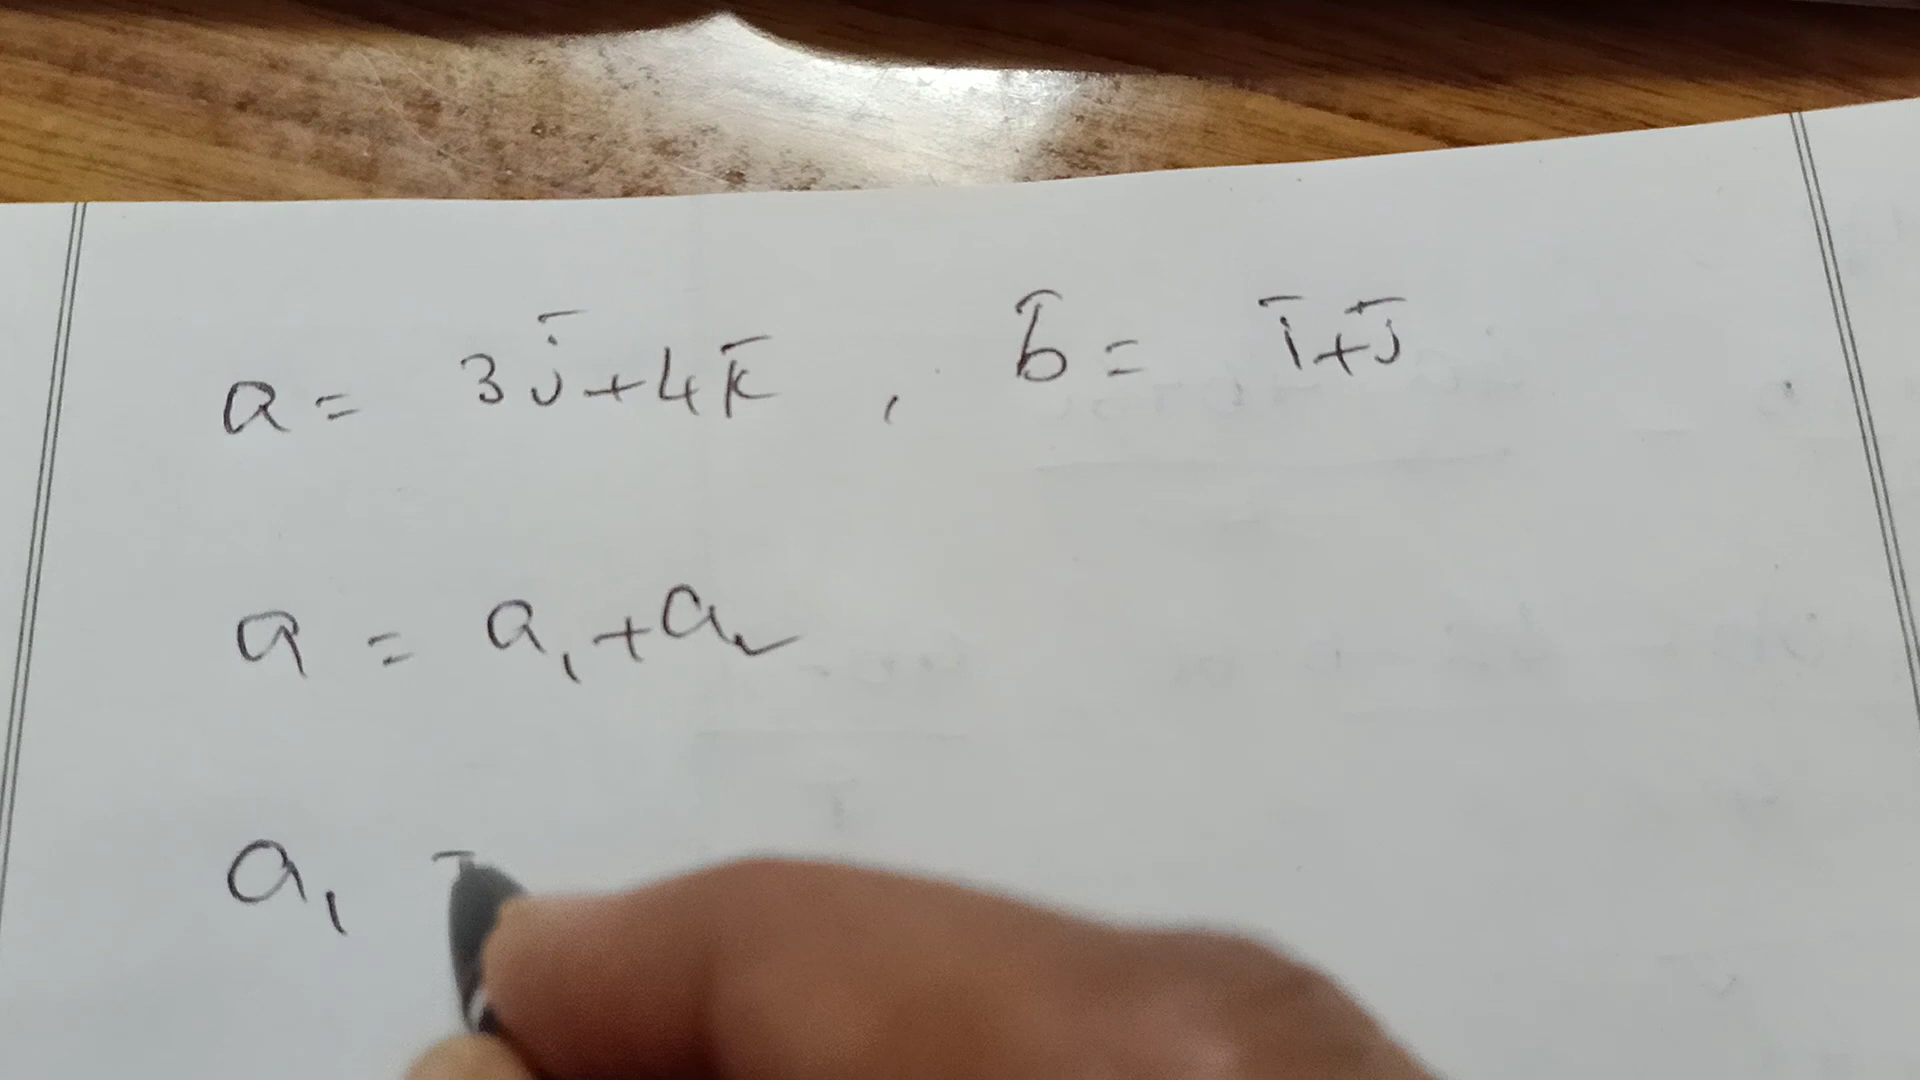 a = 3j̄ + 4k̄ , b̄ = ī + j̄
a = a₁ + a₂
a₁